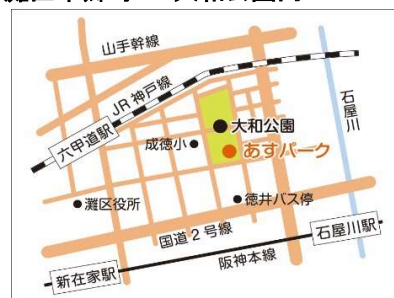 山手幹線
JR神戸線
石屋川
六甲道駅
大和公園
成徳小
あすパーク
灘区役所
徳井バス停
国道2号線
石屋川駅
阪神本線
新在家駅